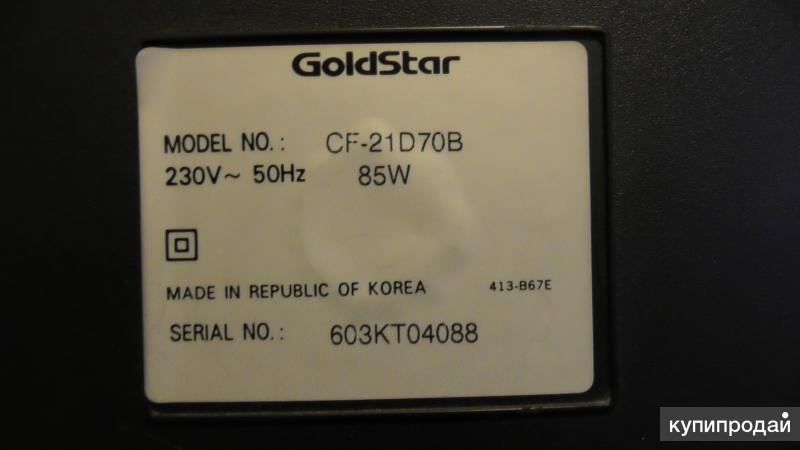 GoldStar
MODEL NO.: CF-21D70B
230V~ 50Hz 85W
MADE IN REPUBLIC OF KOREA 413-B67E
SERIAL NO.: 603KT04088
купипродай